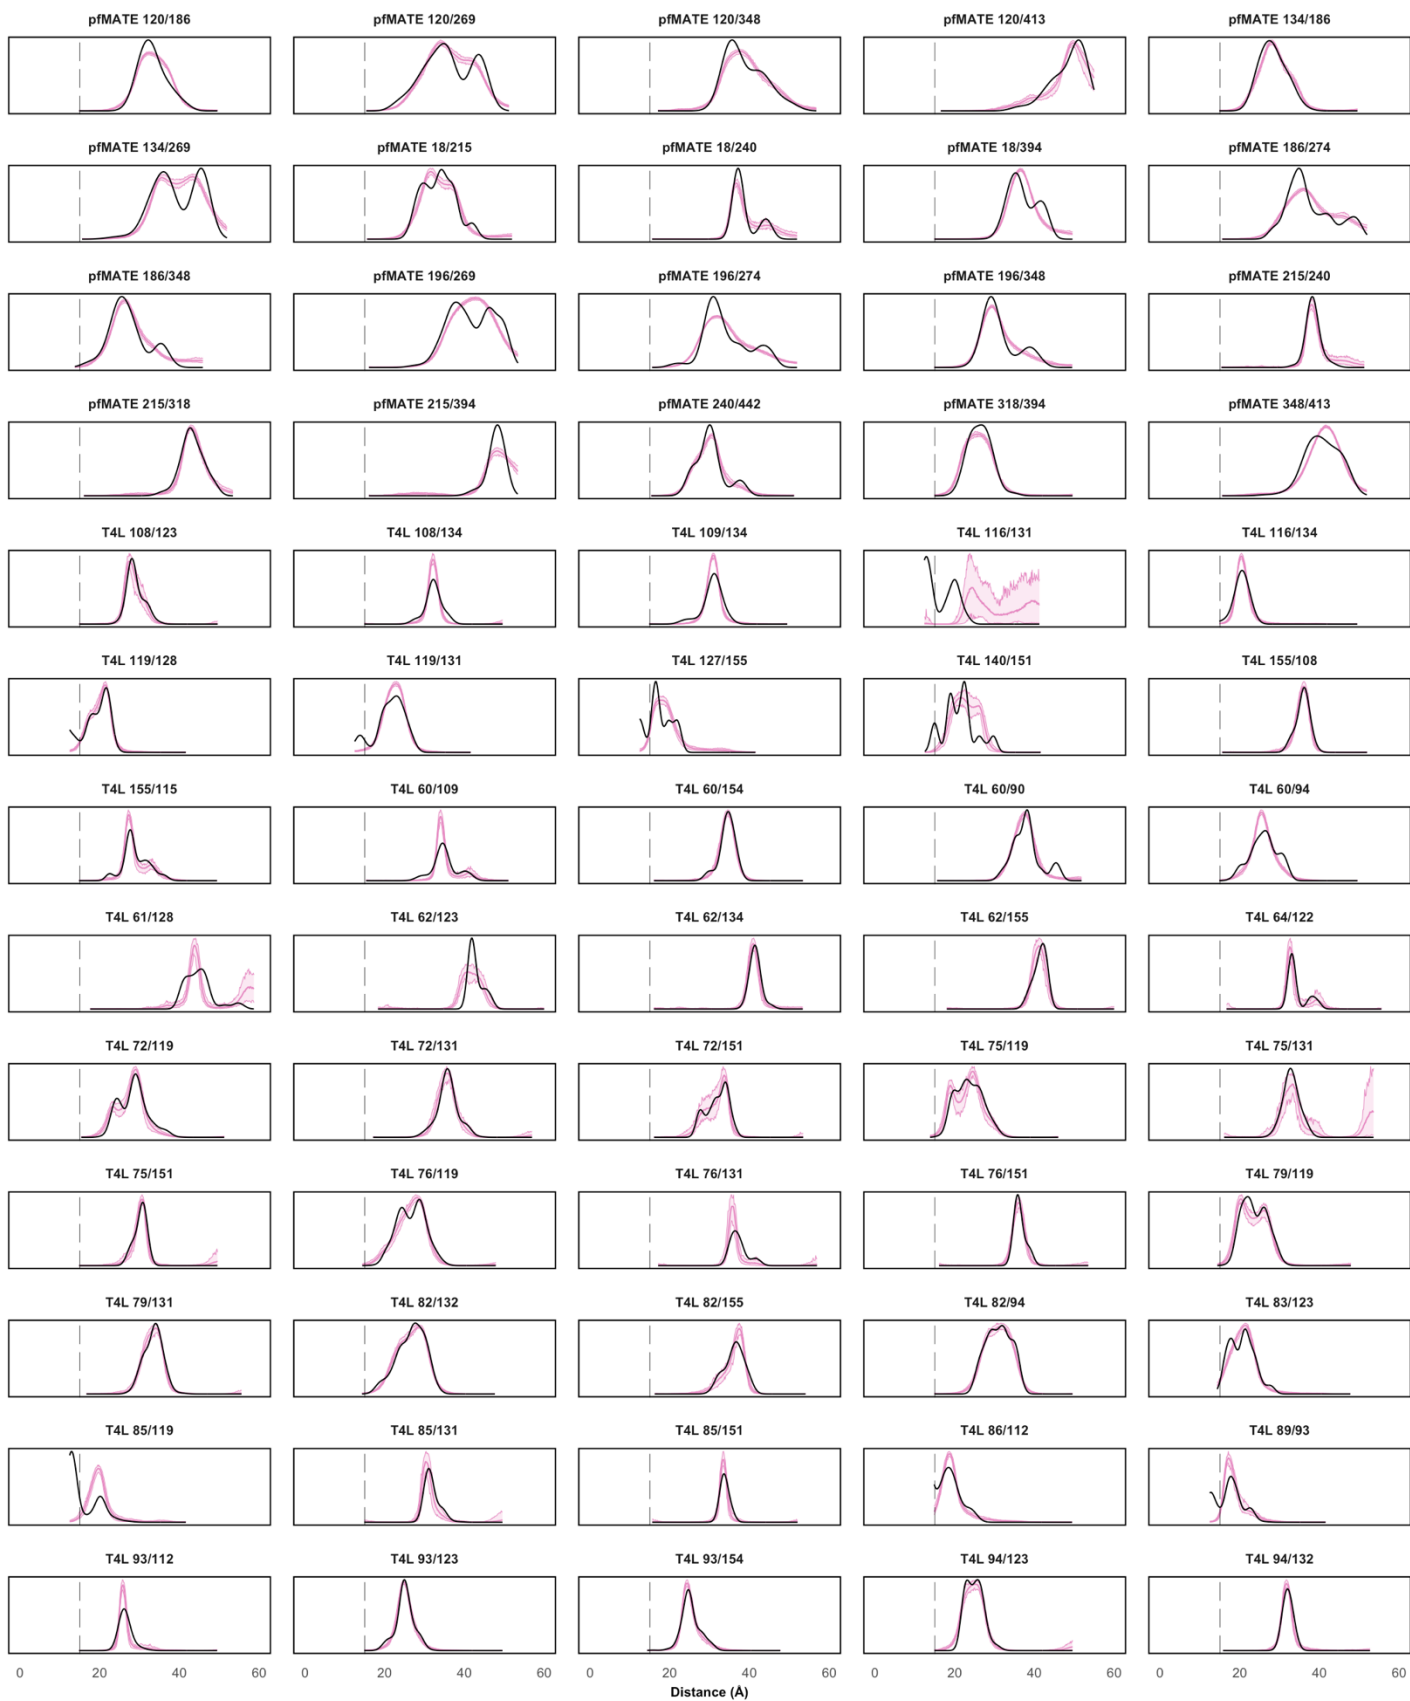 pfMATE 120/186 pfMATE 120/269 pfMATE 120/348 pfMATE 120/413 pfMATE 134/186
pfMATE 134/269 pfMATE 18/215 pfMATE 18/240 pfMATE 18/394 pfMATE 186/274
pfMATE 186/348 pfMATE 196/269 pfMATE 196/274 pfMATE 196/348 pfMATE 215/240
pfMATE 215/318 pfMATE 215/394 pfMATE 240/442 pfMATE 318/394 pfMATE 348/413
T4L 108/123 T4L 108/134 T4L 109/134 T4L 116/131 T4L 116/134
T4L 119/128 T4L 119/131 T4L 127/155 T4L 140/151 T4L 155/108
T4L 155/115 T4L 60/109 T4L 60/154 T4L 60/90 T4L 60/94
T4L 61/128 T4L 62/123 T4L 62/134 T4L 62/155 T4L 64/122
T4L 72/119 T4L 72/131 T4L 72/151 T4L 75/119 T4L 75/131
T4L 75/151 T4L 76/119 T4L 76/131 T4L 76/151 T4L 79/119
T4L 79/131 T4L 82/132 T4L 82/155 T4L 82/94 T4L 83/123
T4L 85/119 T4L 85/131 T4L 85/151 T4L 86/112 T4L 89/93
T4L 93/112 T4L 93/123 T4L 93/154 T4L 94/123 T4L 94/132
0 20 40 60 0 20 40 60 0 20 40 60 0 20 40 60 0 20 40 60
Distance (Å)